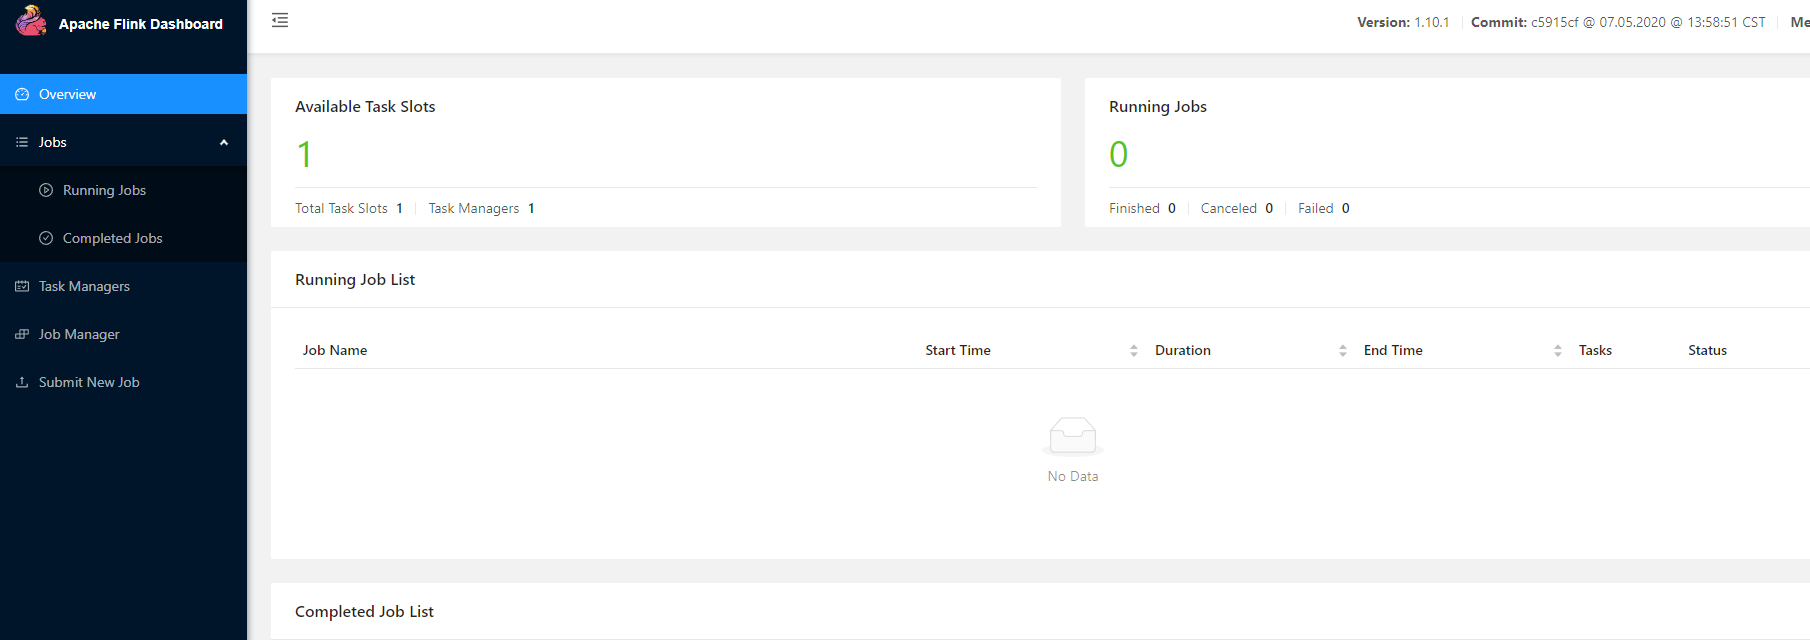 Apache Flink Dashboard
Version: 1.10.1 Commit: c5915cf @ 07.05.2020 @ 13:58:51 CST Me
Overview
Jobs
Running Jobs
Completed Jobs
Task Managers
Job Manager
Submit New Job
Available Task Slots
1
Total Task Slots 1 Task Managers 1
Running Jobs
0
Finished 0 Canceled 0 Failed 0
Running Job List
Job Name Start Time Duration End Time Tasks Status
No Data
Completed Job List